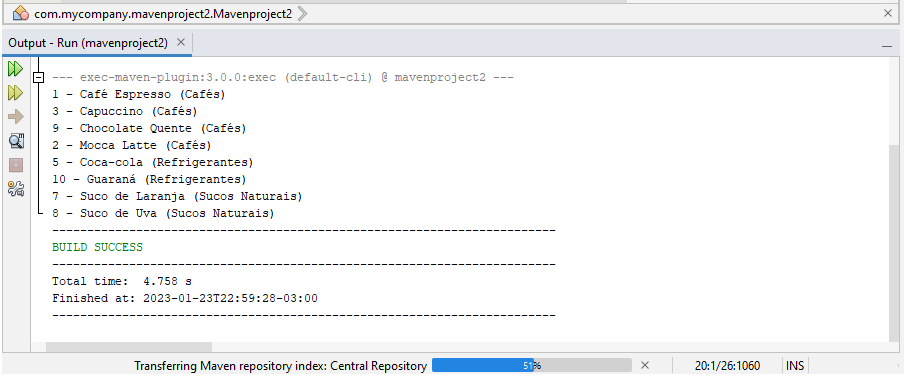 com.mycompany.mavenproject2.Mavenproject2
Output - Run (mavenproject2)
--- exec-maven-plugin:3.0.0:exec (default-cli) @ mavenproject2 ---
1 - Café Espresso (Cafés)
3 - Capuccino (Cafés)
9 - Chocolate Quente (Cafés)
2 - Mocca Latte (Cafés)
5 - Coca-cola (Refrigerantes)
10 - Guaraná (Refrigerantes)
7 - Suco de Laranja (Sucos Naturais)
8 - Suco de Uva (Sucos Naturais)
------------------------------------------------------------------------
BUILD SUCCESS
------------------------------------------------------------------------
Total time:  4.758 s
Finished at: 2023-01-23T22:59:28-03:00
------------------------------------------------------------------------
Transferring Maven repository index: Central Repository 51% 20:1/26:1060 INS